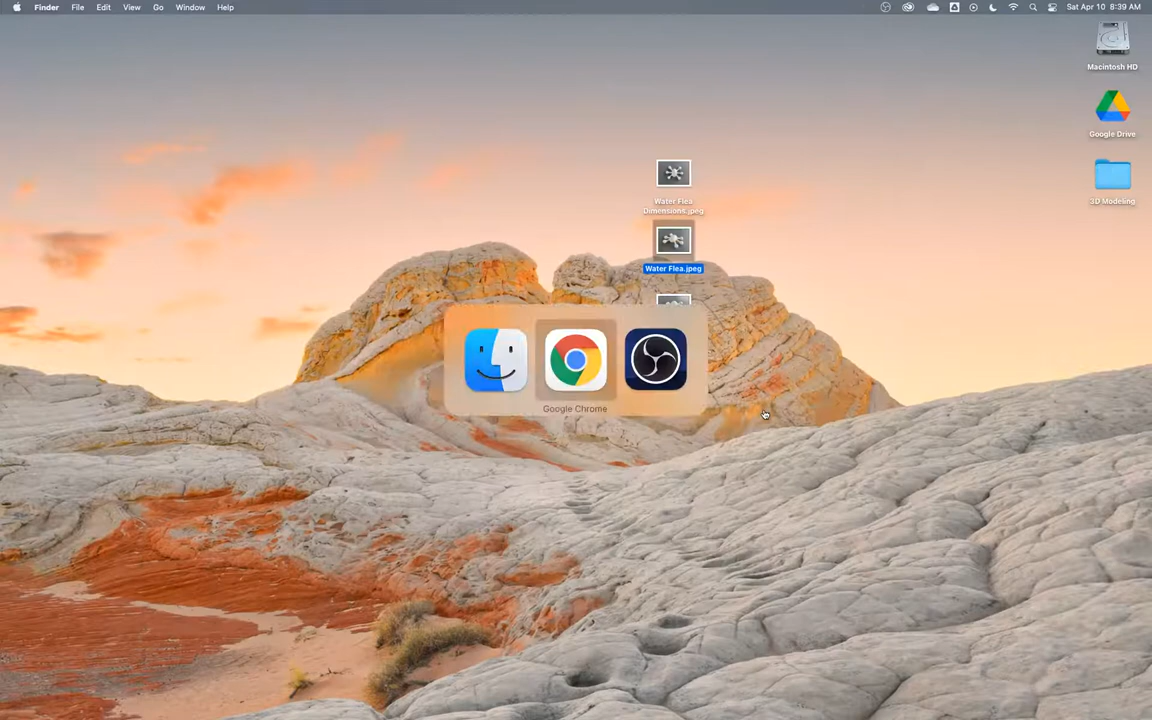 Finder File Edit View Go Window Help Sat Apr 10 8:39 AM
Macintosh HD
Google Drive
3D Modeling
Water Flea
Dimensions.jpeg
Water Flea.jpeg
Google Chrome